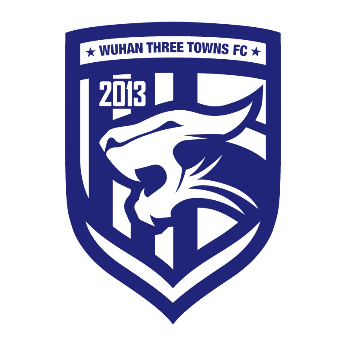 ★ WUHAN THREE TOWNS FC ★
2013